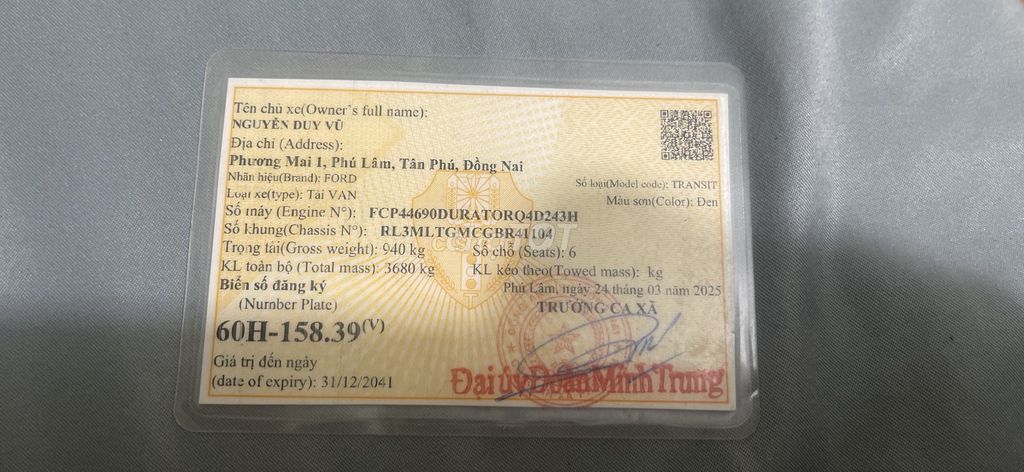 Tên chủ xe(Owner's full name):
NGUYỄN DUY VŨ
Địa chỉ (Address):
Phương Mai 1, Phú Lâm, Tân Phú, Đồng Nai
Nhãn hiệu(Brand): FORD
Số loại(Model code): TRANSIT
Loại xe(type): Tải VAN
Màu sơn(Color): Đen
Số máy (Engine N°): FCP44690DURATORQ4D243H
Số khung(Chassis N°): RL3MLTGMCGBR41104
Trọng tải(Gross weight): 940 kg Số chỗ (Seats): 6
KL toàn bộ (Total mass): 3680 kg KL kéo theo(Towed mass): kg
Biển số đăng ký
Phú Lâm, ngày 24 tháng 03 năm 2025
(Number Plate)
TRƯỞNG CA XÃ
60H-158.39(V)
Giá trị đến ngày
(date of expiry): 31/12/2041
Đại úy Đoàn Minh Trung